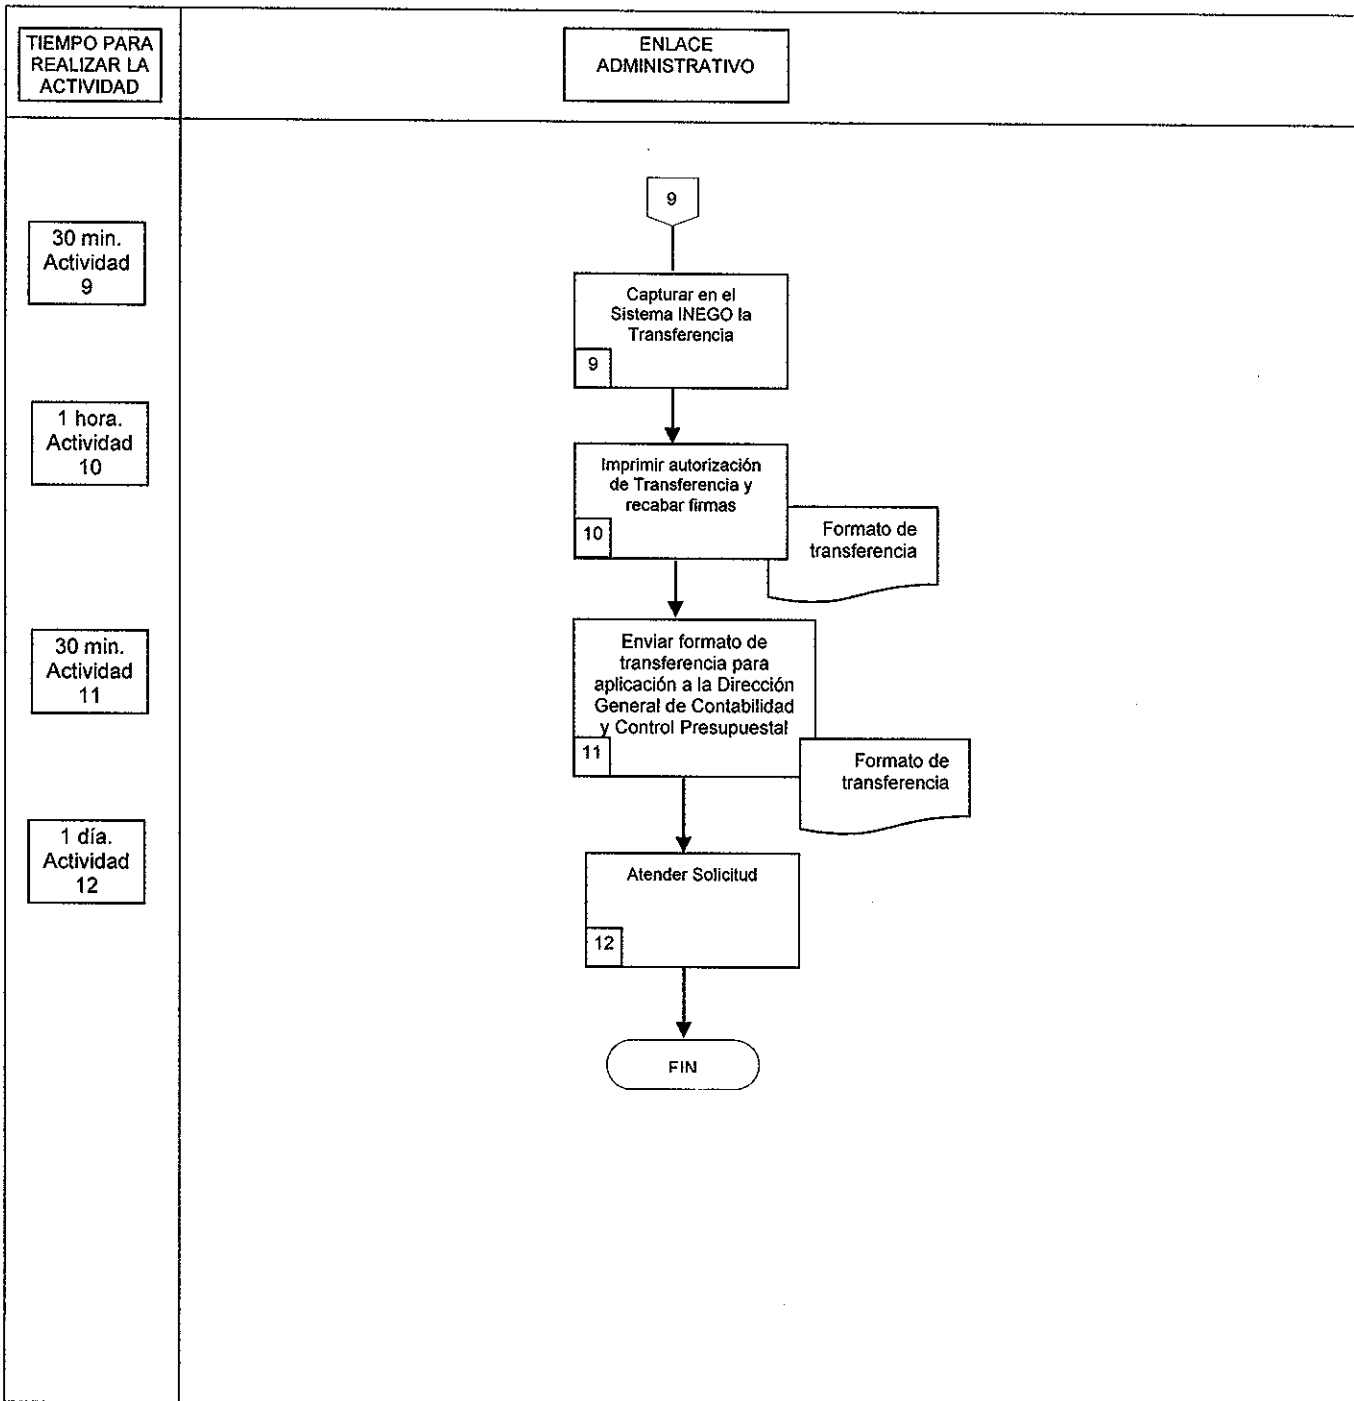 TIEMPO PARA
REALIZAR LA
ACTIVIDAD
ENLACE
ADMINISTRATIVO
9
30 min.
Actividad
9
Capturar en el
Sistema INEGO la
Transferencia
9
1 hora.
Actividad
10
Imprimir autorización
de Transferencia y
recabar firmas
10
Formato de
transferencia
30 min.
Actividad
11
Enviar formato de
transferencia para
aplicación a la Dirección
General de Contabilidad
y Control Presupuestal
11
Formato de
transferencia
1 día.
Actividad
12
Atender Solicitud
12
FIN